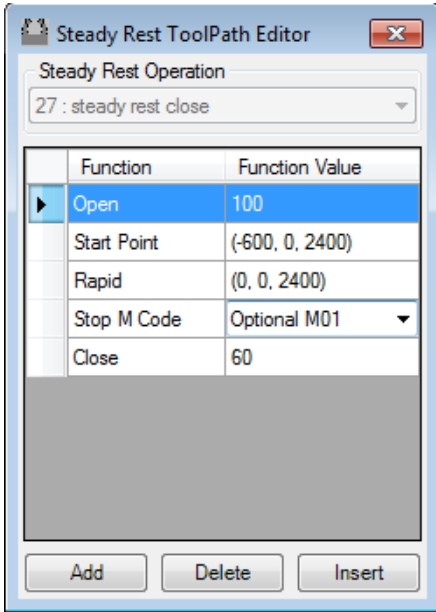 Steady Rest ToolPath Editor
Steady Rest Operation
27 : steady rest close
Function Function Value
Open 100
Start Point (-600, 0, 2400)
Rapid (0, 0, 2400)
Stop M Code Optional M01
Close 60
Add Delete Insert